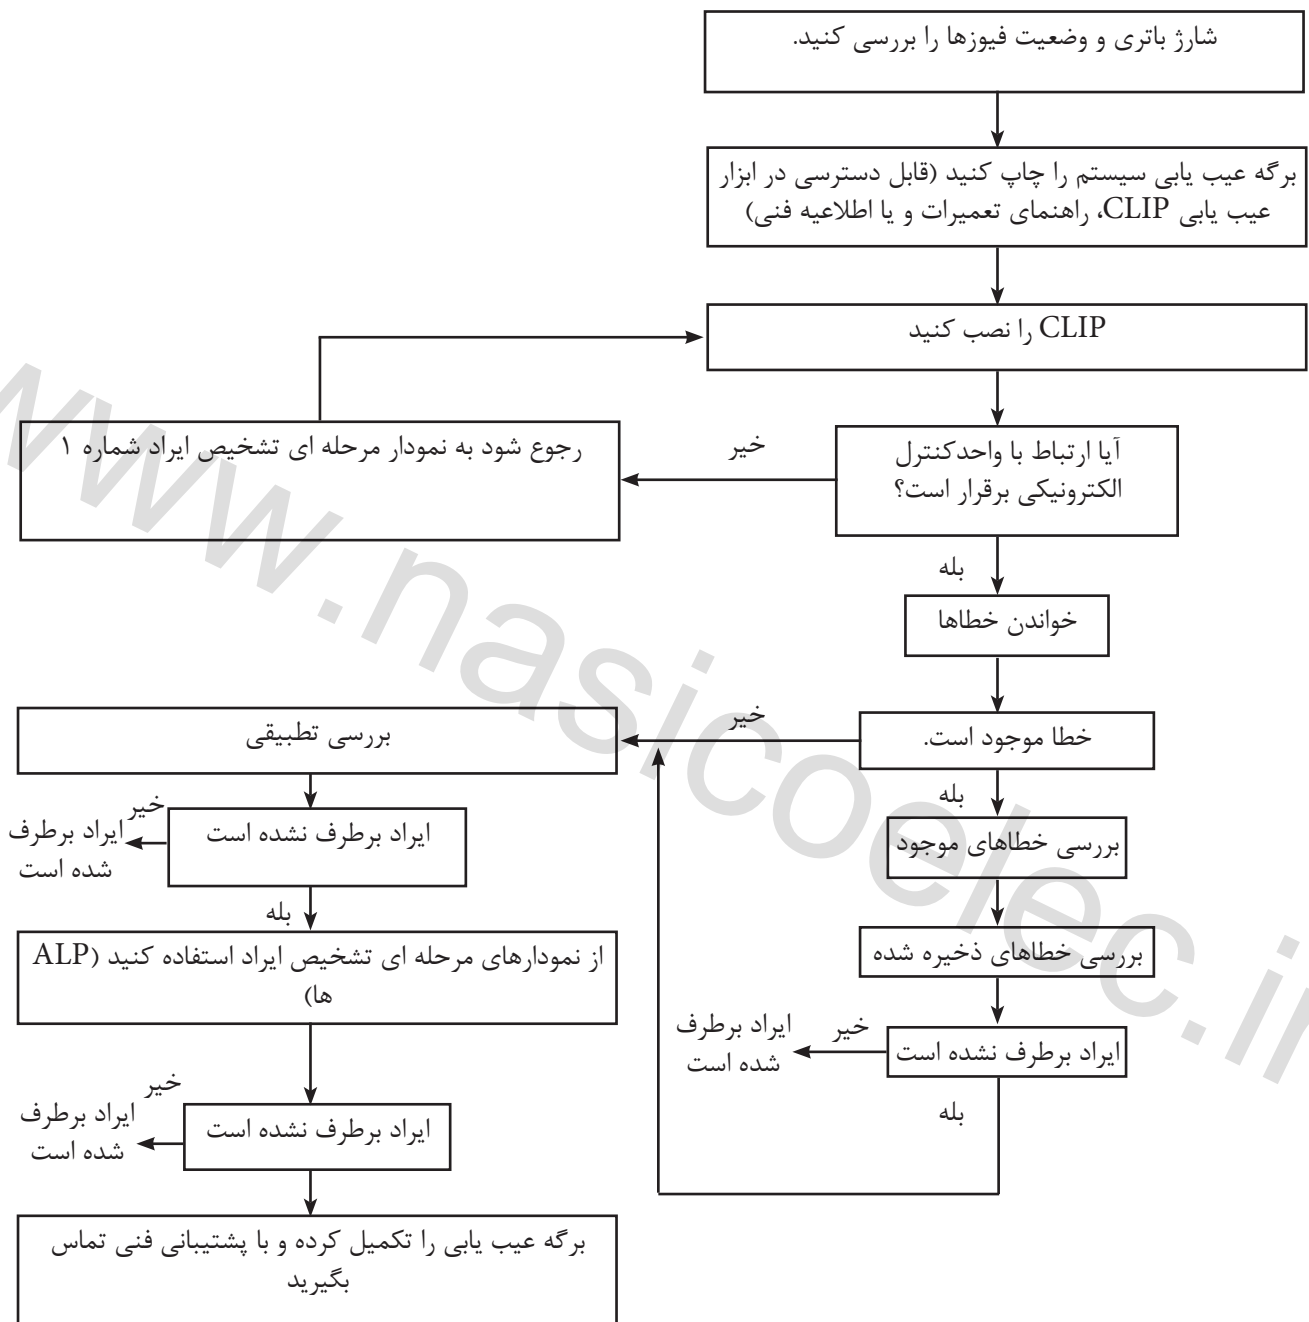 شارژ باتری و وضعیت فیوزها را بررسی کنید.
برگه عیب یابی سیستم را چاپ کنید (قابل دسترسی در ابزار
عیب یابی CLIP، راهنمای تعمیرات و یا اطلاعیه فنی)
CLIP را نصب کنید
آیا ارتباط با واحدکنترل
الکترونیکی برقرار است؟
خیر
رجوع شود به نمودار مرحله ای تشخیص ایراد شماره ۱
بله
خواندن خطاها
خطا موجود است.
خیر
بررسی تطبیقی
بله
بررسی خطاهای موجود
بررسی خطاهای ذخیره شده
ایراد برطرف نشده است
خیر
ایراد برطرف
شده است
بله
ایراد برطرف نشده است
خیر
ایراد برطرف
شده است
بله
از نمودارهای مرحله ای تشخیص ایراد استفاده کنید (ALP
ها)
ایراد برطرف نشده است
خیر
ایراد برطرف
شده است
برگه عیب یابی را تکمیل کرده و با پشتیبانی فنی تماس
بگیرید
www.nasicoelec.ir